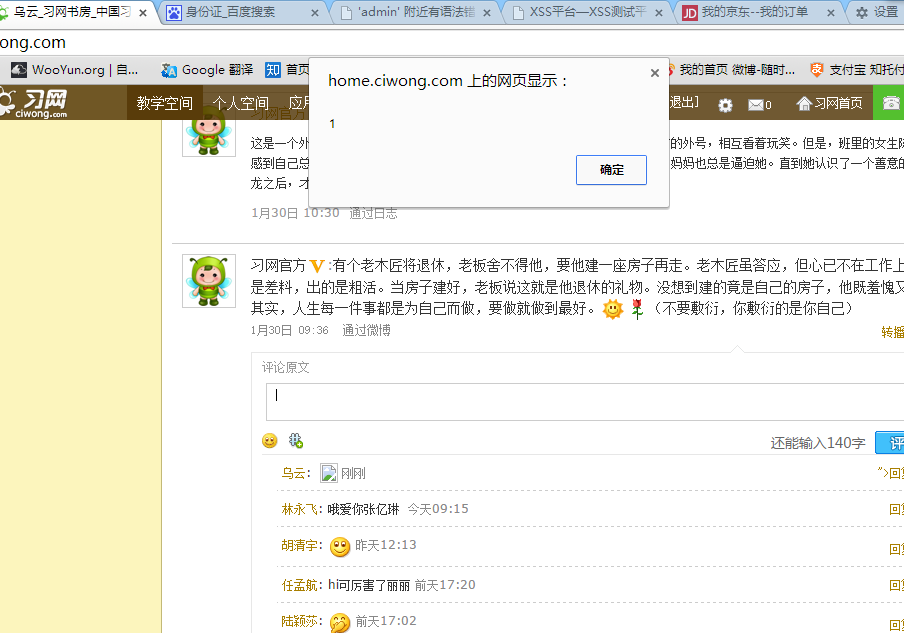 乌云_习网书房_中国习
身份证_百度搜索
'admin' 附近有语法错
XSS平台—XSS测试平
JD 我的京东--我的订单
设置
ong.com
WooYun.org | 自...
Google 翻译
知 首页
我的首页 微博-随时...
支 支付宝 知托付
home.ciwong.com 上的网页显示：
1
确定
习网
ciwong.com
教学空间
个人空间
应用
退出]
0
习网首页
习网官方
这是一个外
的外号，相互看着玩笑。但是，班里的女生
感到自己总
妈妈也总是逼迫她。直到她认识了一个善意的
龙之后，才
1月30日 10:30 通过日志
习网官方V:有个老木匠将退休，老板舍不得他，要他建一座房子再走。老木匠虽答应，但心已不在工作上
是差料，出的是粗活。当房子建好，老板说这就是他退休的礼物。没想到建的竟是自己的房子，他既羞愧又
其实，人生每一件事都是为自己而做，要做就做到最好。（不要敷衍，你敷衍的是你自己）
1月30日 09:36 通过微博
转播
评论原文
还能输入140字
评
乌云: 刚刚
">回复
林永飞: 哦爱你张亿琳 今天09:15
回复
胡清宇: 昨天12:13
回复
任孟航: hi可厉害了丽丽 前天17:20
回复
陆颖莎: 前天17:02
回复